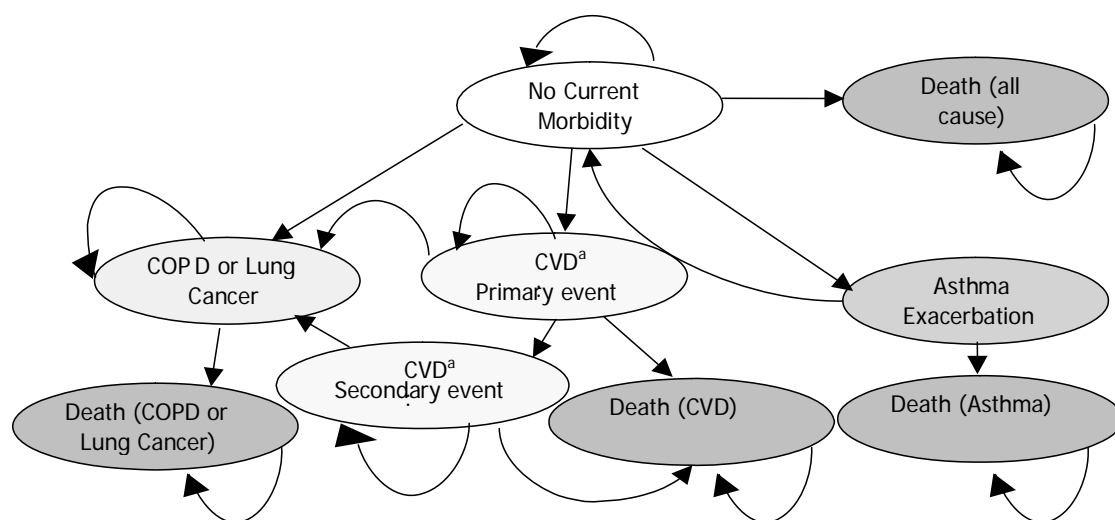 No Current
Morbidity
Death (all
cause)
COPD or Lung
Cancer
CVDᵃ
Primary event
Asthma
Exacerbation
CVDᵃ
Secondary event
Death (COPD or
Lung Cancer)
Death (CVD)
Death (Asthma)